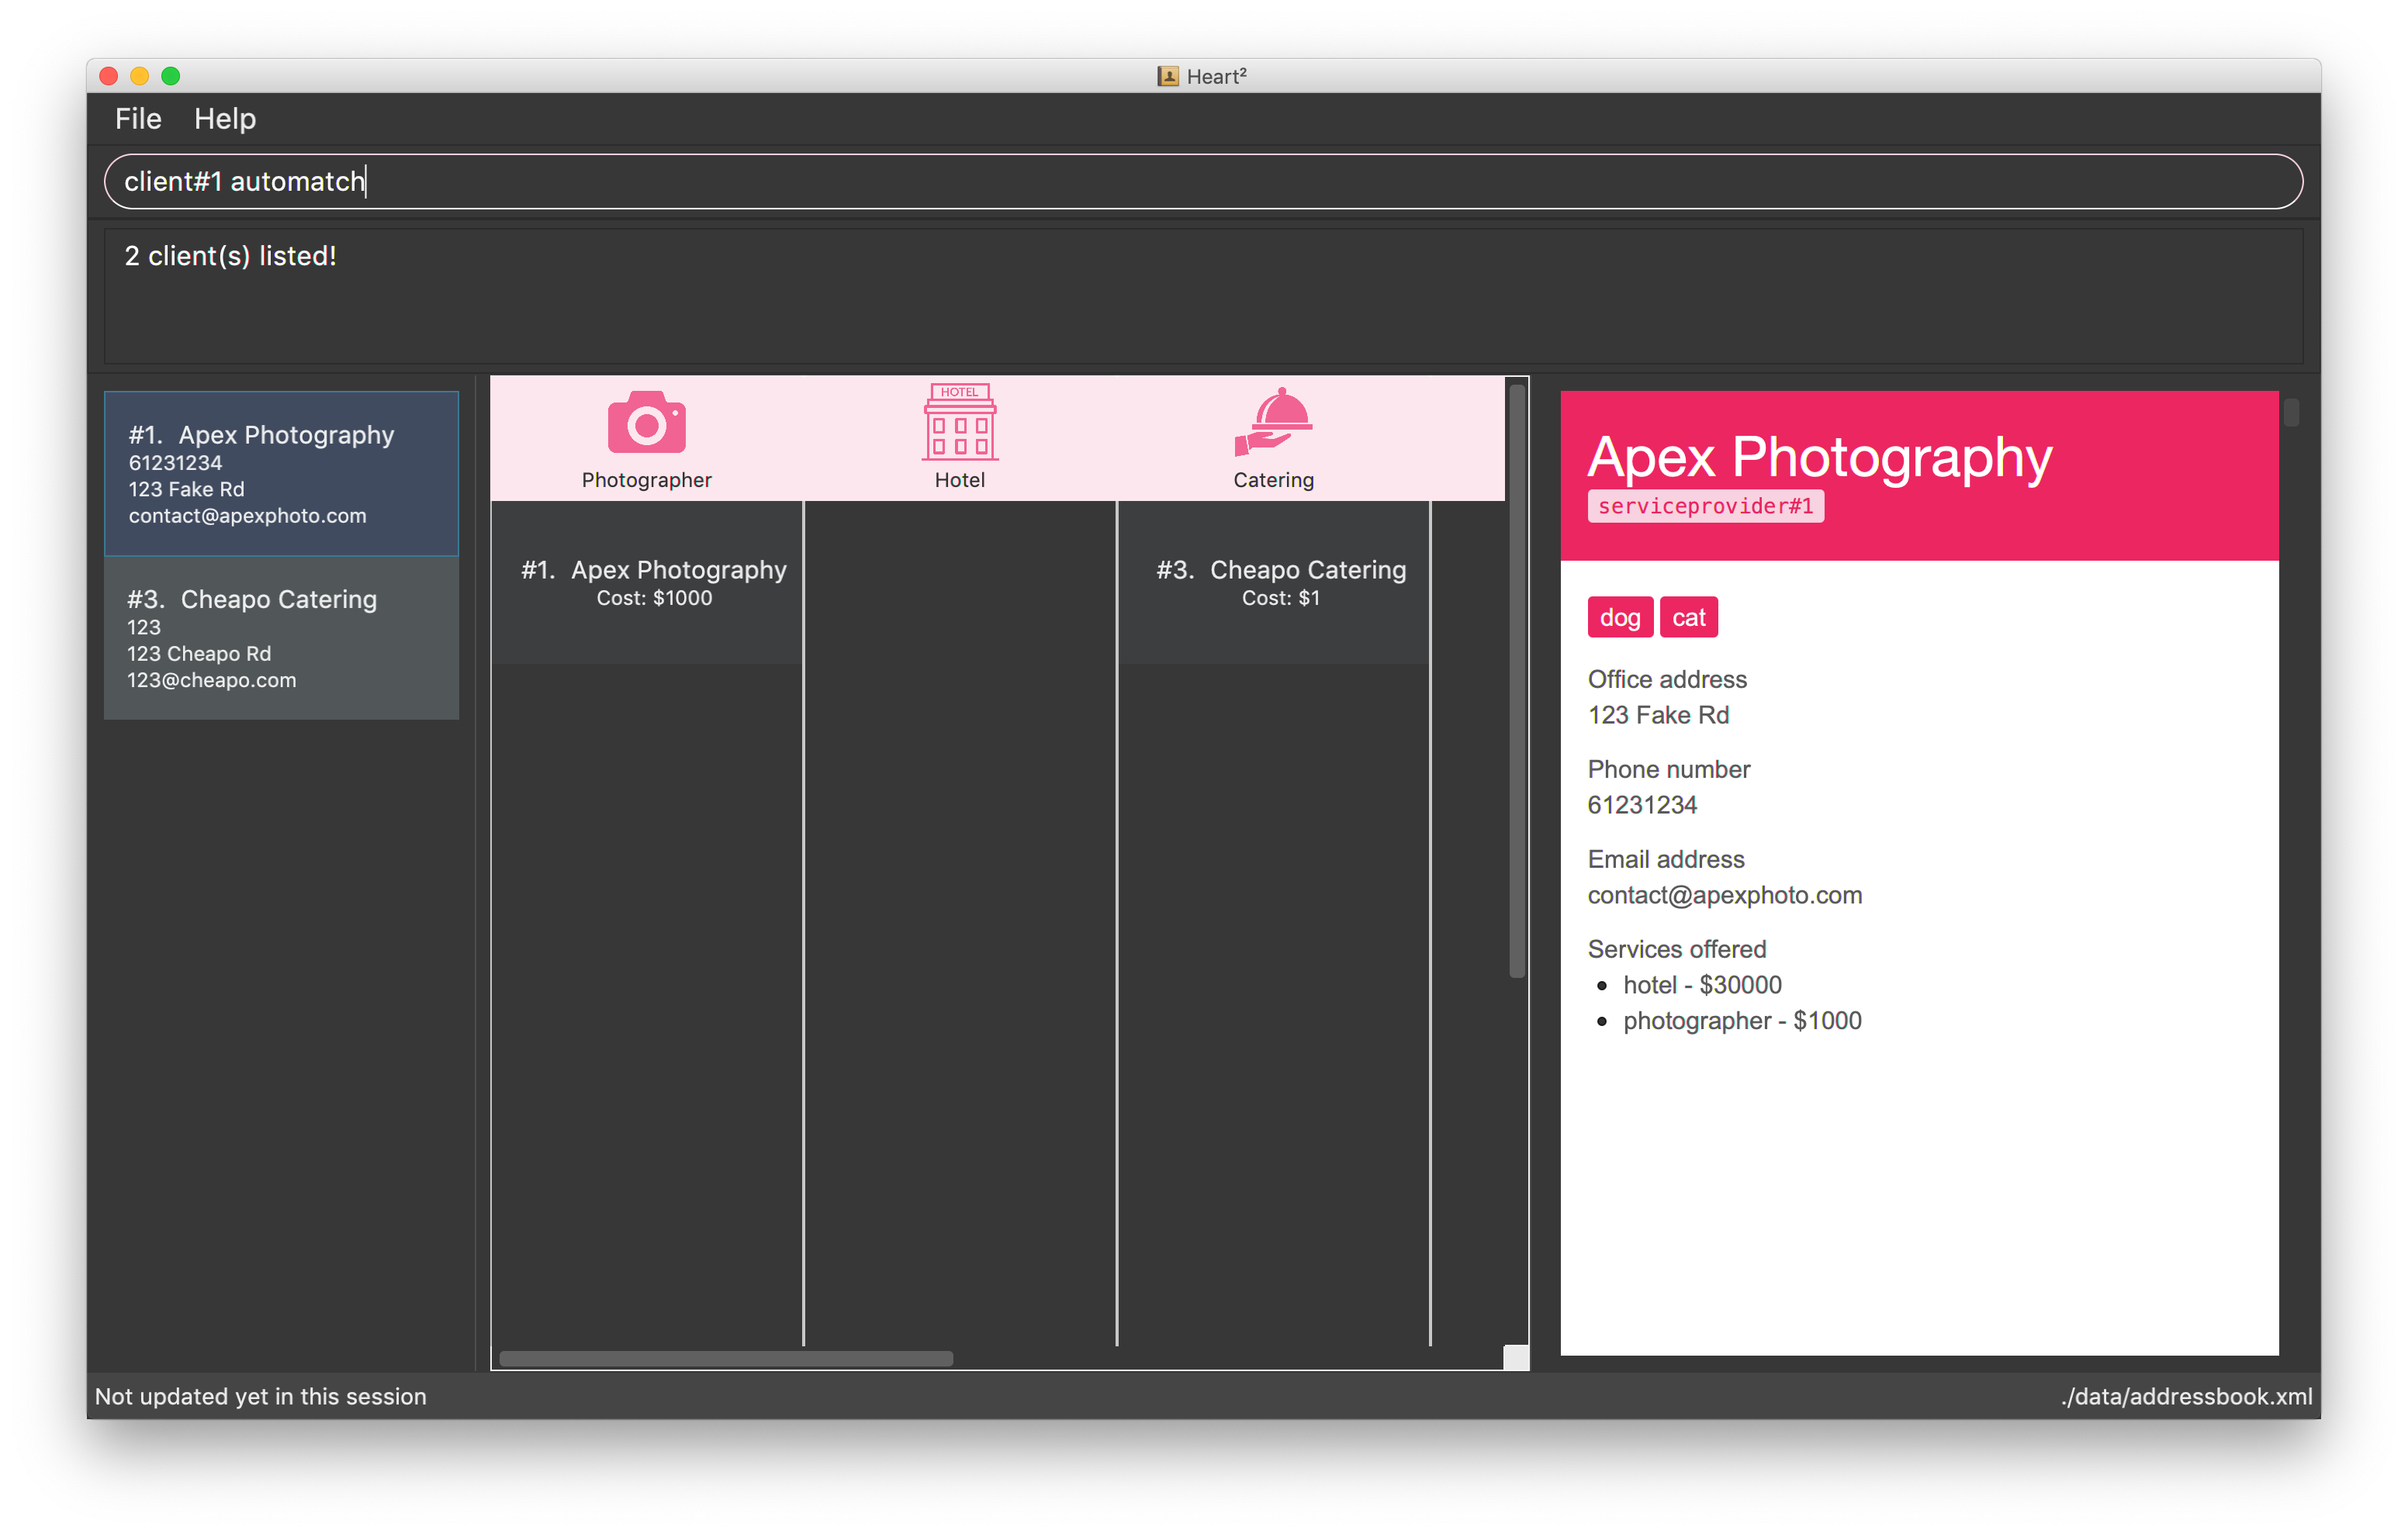 Heart²
File Help
client#1 automatch
2 client(s) listed!
#1. Apex Photography
61231234
123 Fake Rd
contact@apexphoto.com
#3. Cheapo Catering
123
123 Cheapo Rd
123@cheapo.com
HOTEL
Photographer Hotel Catering
#1. Apex Photography
Cost: $1000
#3. Cheapo Catering
Cost: $1
Apex Photography
serviceprovider#1
dog cat
Office address
123 Fake Rd
Phone number
61231234
Email address
contact@apexphoto.com
Services offered
• hotel - $30000
• photographer - $1000
Not updated yet in this session
./data/addressbook.xml